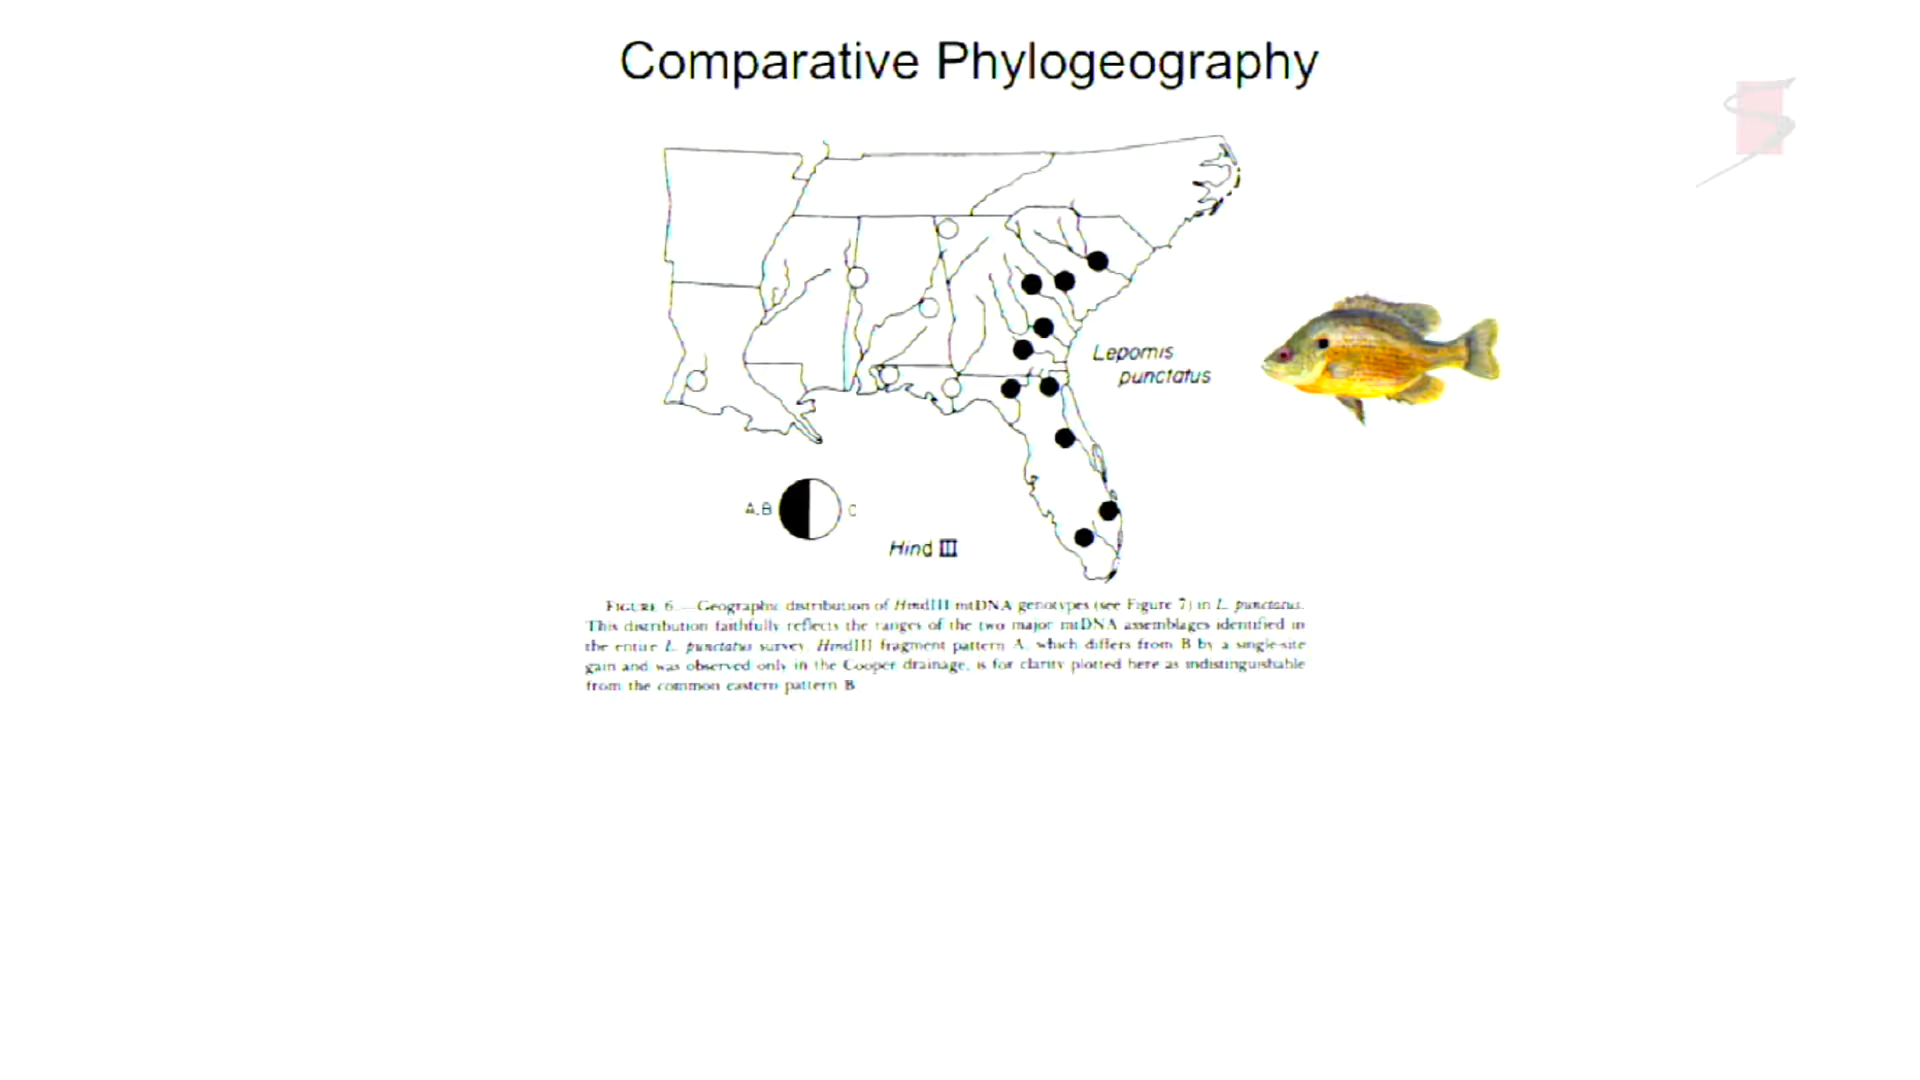 Comparative Phylogeography
Lepomis
punctatus
A,B
C
Hind III
FIGURE 6.—Geographic distribution of HindIII mtDNA genotypes (see Figure 7) in L. punctatus.
This distribution faithfully reflects the ranges of the two major mtDNA assemblages identified in
the entire L. punctatus survey. HindIII fragment pattern A, which differs from B by a single-site
gain and was observed only in the Cooper drainage, is for clarity plotted here as indistinguishable
from the common eastern pattern B